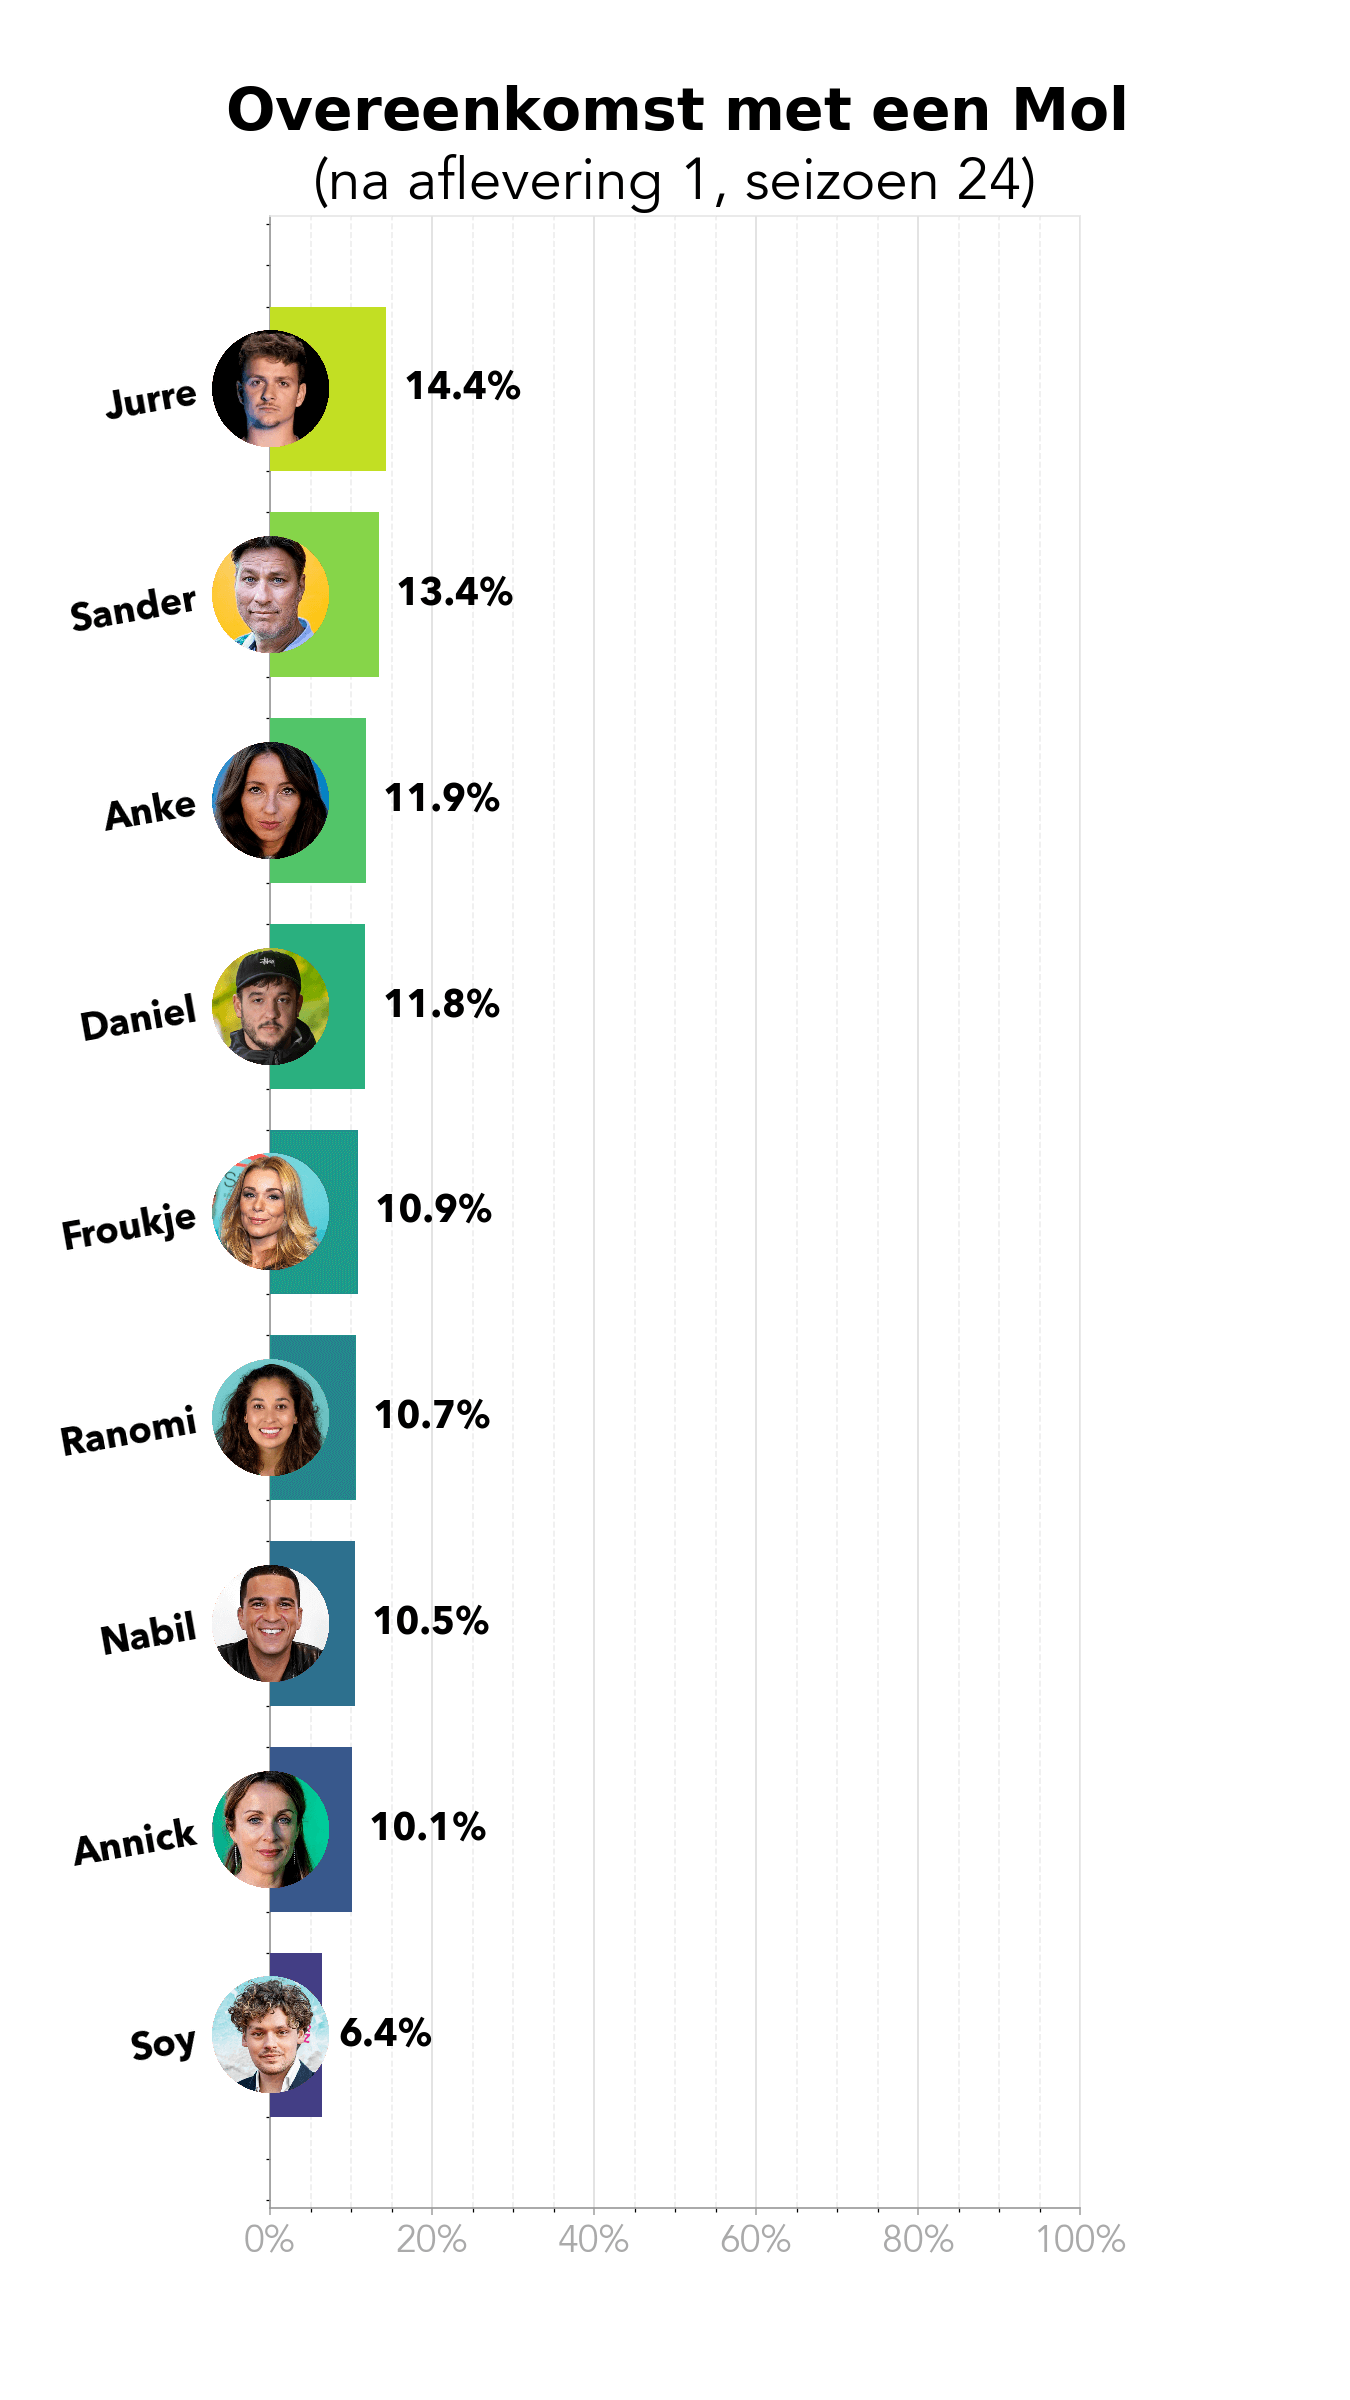 Overeenkomst met een Mol
(na aflevering 1, seizoen 24)
Jurre 14.4%
Sander 13.4%
Anke 11.9%
Daniel 11.8%
Froukje 10.9%
Ranomi 10.7%
Nabil 10.5%
Annick 10.1%
Soy 6.4%
0% 20% 40% 60% 80% 100%